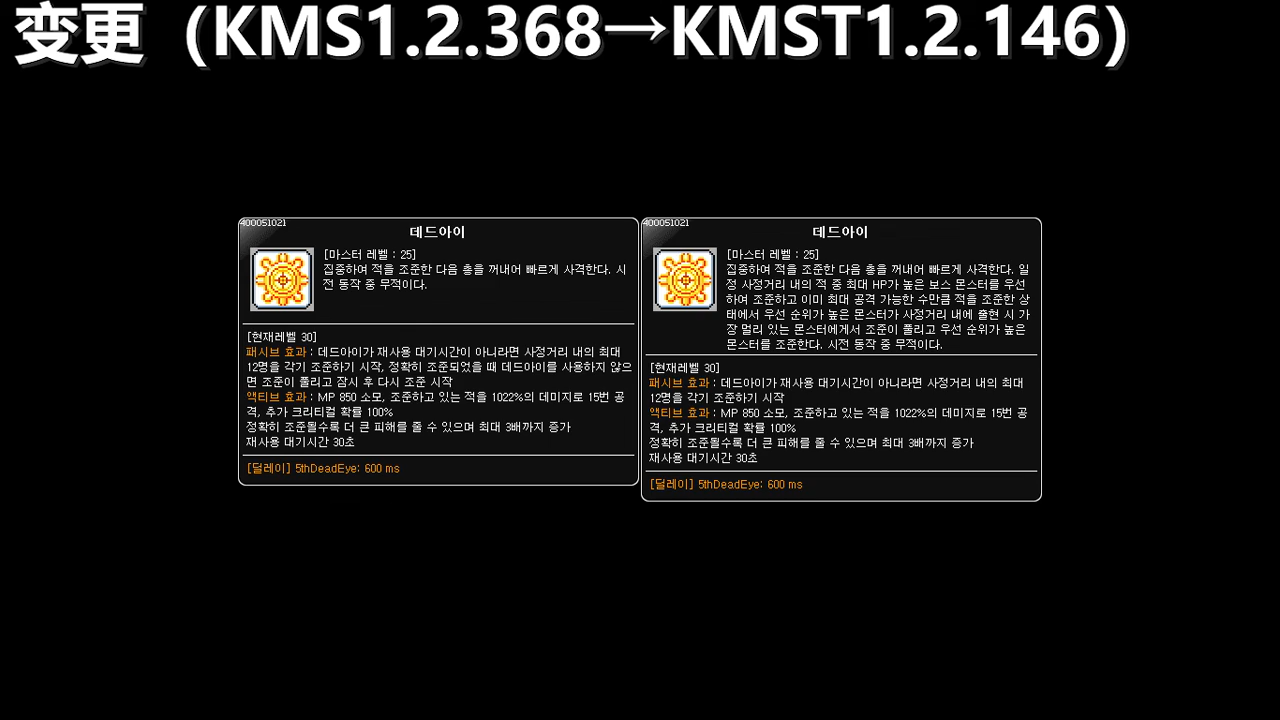 变更（KMS1.2.368→KMST1.2.146）
400051021
데드아이
[마스터 레벨 : 25]
집중하여 적을 조준한 다음 총을 꺼내어 빠르게 사격한다. 시
전 동작 중 무적이다.
[현재레벨 30]
패시브 효과 : 데드아이가 재사용 대기시간이 아니라면 사정거리 내의 최대
12명을 각기 조준하기 시작, 정확히 조준되었을 때 데드아이를 사용하지 않으
면 조준이 풀리고 잠시 후 다시 조준 시작
액티브 효과 : MP 850 소모, 조준하고 있는 적을 1022%의 데미지로 15번 공
격, 추가 크리티컬 확률 100%
정확히 조준될수록 더 큰 피해를 줄 수 있으며 최대 3배까지 증가
재사용 대기시간 30초
[딜레이] 5thDeadEye: 600 ms
400051021
데드아이
[마스터 레벨 : 25]
집중하여 적을 조준한 다음 총을 꺼내어 빠르게 사격한다. 일
정 사정거리 내의 적 중 최대 HP가 높은 보스 몬스터를 우선
하여 조준하고 이미 최대 공격 가능한 수만큼 적을 조준한 상
태에서 우선 순위가 높은 몬스터가 사정거리 내에 출현 시 가
장 멀리 있는 몬스터에게서 조준이 풀리고 우선 순위가 높은
몬스터를 조준한다. 시전 동작 중 무적이다.
[현재레벨 30]
패시브 효과 : 데드아이가 재사용 대기시간이 아니라면 사정거리 내의 최대
12명을 각기 조준하기 시작
액티브 효과 : MP 850 소모, 조준하고 있는 적을 1022%의 데미지로 15번 공
격, 추가 크리티컬 확률 100%
정확히 조준될수록 더 큰 피해를 줄 수 있으며 최대 3배까지 증가
재사용 대기시간 30초
[딜레이] 5thDeadEye: 600 ms